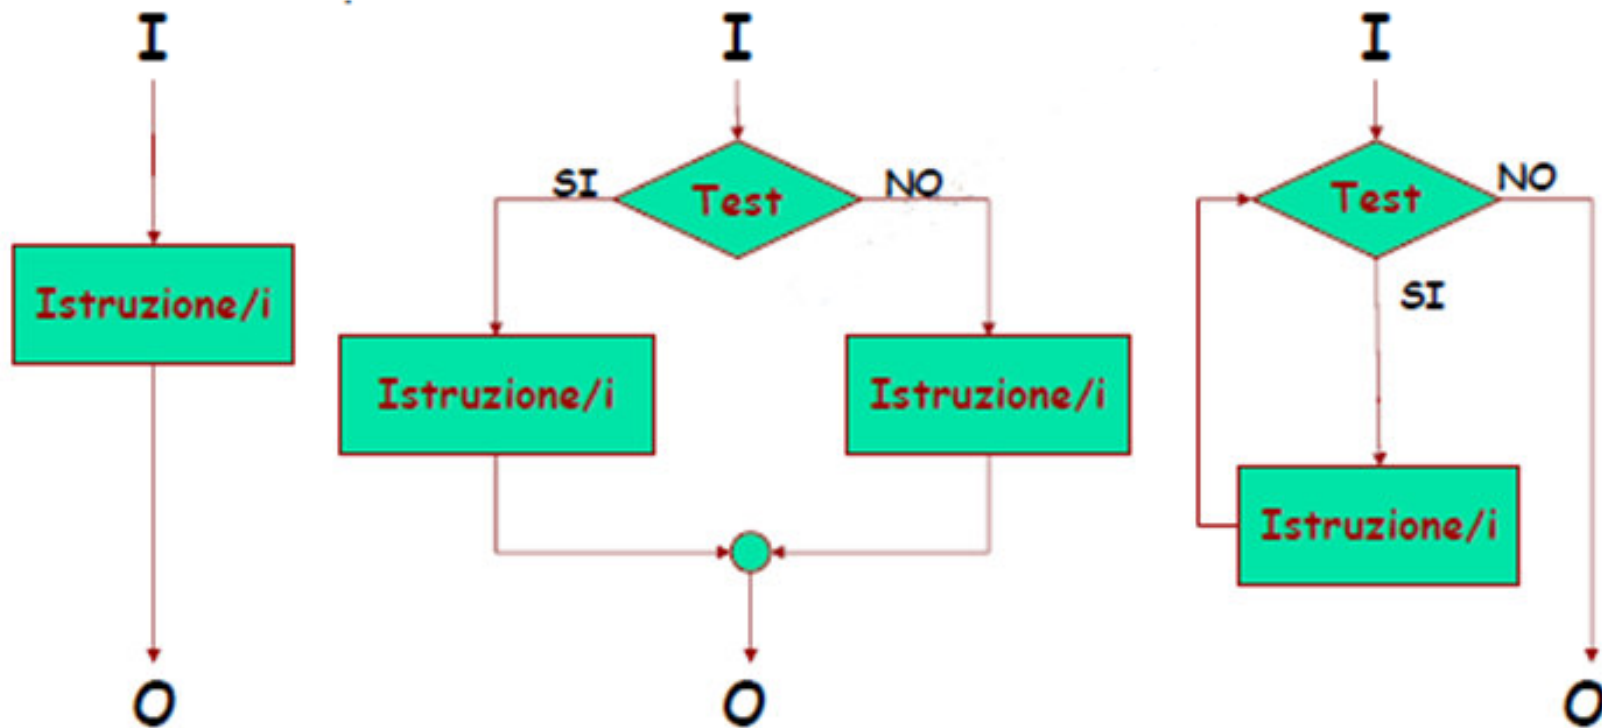 I
Istruzione/i
O
I
Test
SI
NO
Istruzione/i
Istruzione/i
O
I
Test
NO
SI
Istruzione/i
O